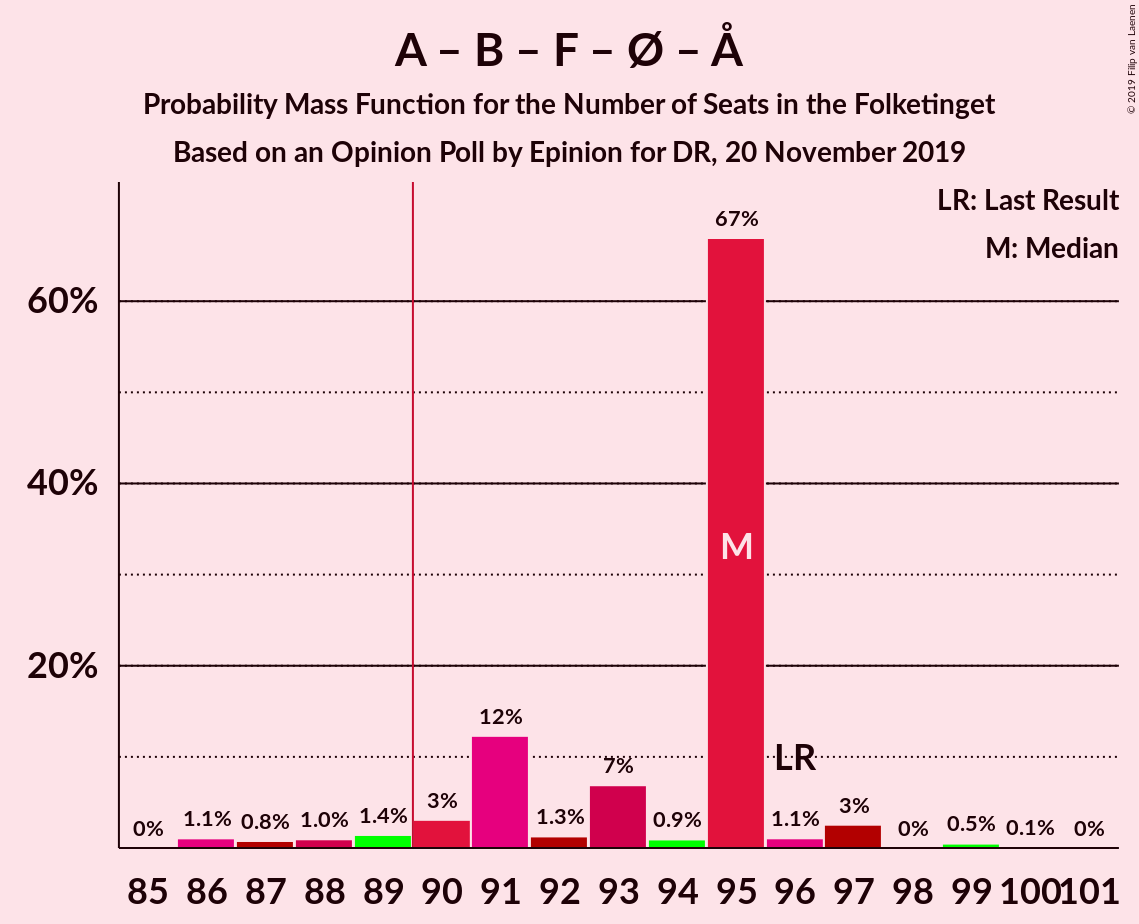 A – B – F – Ø – Å
Probability Mass Function for the Number of Seats in the Folketinget
Based on an Opinion Poll by Epinion for DR, 20 November 2019
© 2019 Filip van Laenen
LR: Last Result
M: Median
60%
40%
20%
0%
1.1%
0.8%
1.0%
1.4%
3%
12%
1.3%
7%
0.9%
67%
M
LR
1.1%
3%
0%
0.5%
0.1%
0%
85 86 87 88 89 90 91 92 93 94 95 96 97 98 99 100 101